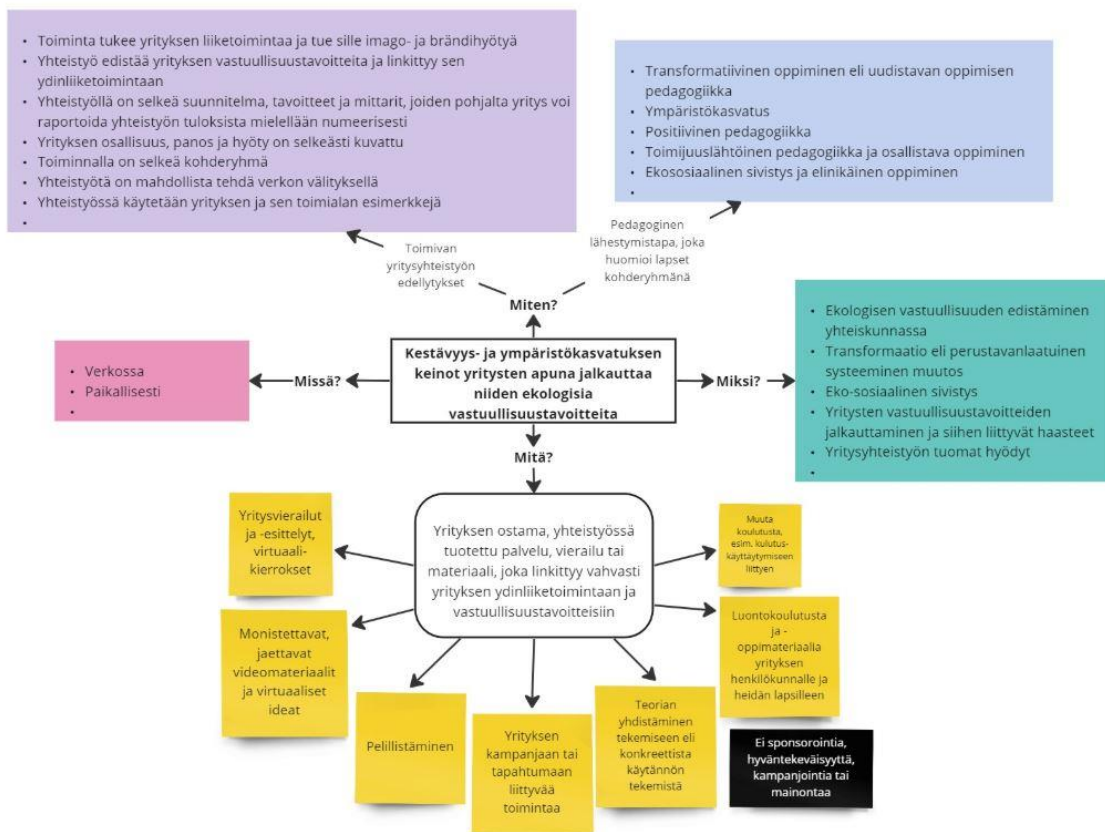 • Toiminta tukee yrityksen liiketoimintaa ja tue sille imago- ja brändihyötyä
• Yhteistyö edistää yrityksen vastuullisuustavoitteita ja linkittyy sen
ydinliiketoimintaan
• Yhteistyöllä on selkeä suunnitelma, tavoitteet ja mittarit, joiden pohjalta yritys voi
raportoida yhteistyön tuloksista mielellään numeerisesti
• Yrityksen osallisuus, panos ja hyöty on selkeästi kuvattu
• Toiminnalla on selkeä kohderyhmä
• Yhteistyötä on mahdollista tehdä verkon välityksellä
• Yhteistyössä käytetään yrityksen ja sen toimialan esimerkkejä
•
• Transformatiivinen oppiminen eli uudistavan oppimisen
pedagogiikka
• Ympäristökasvatus
• Positiivinen pedagogiikka
• Toimijuuslähtöinen pedagogiikka ja osallistava oppiminen
• Ekososiaalinen sivistys ja elinikäinen oppiminen
•
Toimivan
yritysyhteistyön
edellytykset
Pedagoginen
lähestymistapa, joka
huomioi lapset
kohderyhmänä
Miten?
• Verkossa
• Paikallisesti
•
Missä?
Kestävyys- ja ympäristökasvatuksen
keinot yritysten apuna jalkauttaa
niiden ekologisia
vastuullisuustavoitteita
Miksi?
• Ekologisen vastuullisuuden edistäminen
yhteiskunnassa
• Transformaatio eli perustavanlaatuinen
systeeminen muutos
• Eko-sosiaalinen sivistys
• Yritysten vastuullisuustavoitteiden
jalkauttaminen ja siihen liittyvät haasteet
• Yritysyhteistyön tuomat hyödyt
•
Mitä?
Yrityksen ostama, yhteistyössä
tuotettu palvelu, vierailu tai
materiaali, joka linkittyy vahvasti
yrityksen ydinliiketoimintaan ja
vastuullisuustavoitteisiin
Yritysvierailut
ja -esittelyt,
virtuaali-
kierrokset
Monistettavat,
jaettavat
videomateriaalit
ja virtuaaliset
ideat
Pelillistäminen
Yrityksen
kampanjaan tai
tapahtumaan
liittyvää
toimintaa
Teorian
yhdistäminen
tekemiseen eli
konkreettista
käytännön
tekemistä
Muuta
koulutusta,
esim. kulutus-
käyttäytymiseen
liittyen
Luontokoulutusta
ja -
oppimateriaalia
yrityksen
henkilökunnalle ja
heidän lapsilleen
Ei sponsorointia,
hyväntekeväisyyttä,
kampanjointia tai
mainontaa